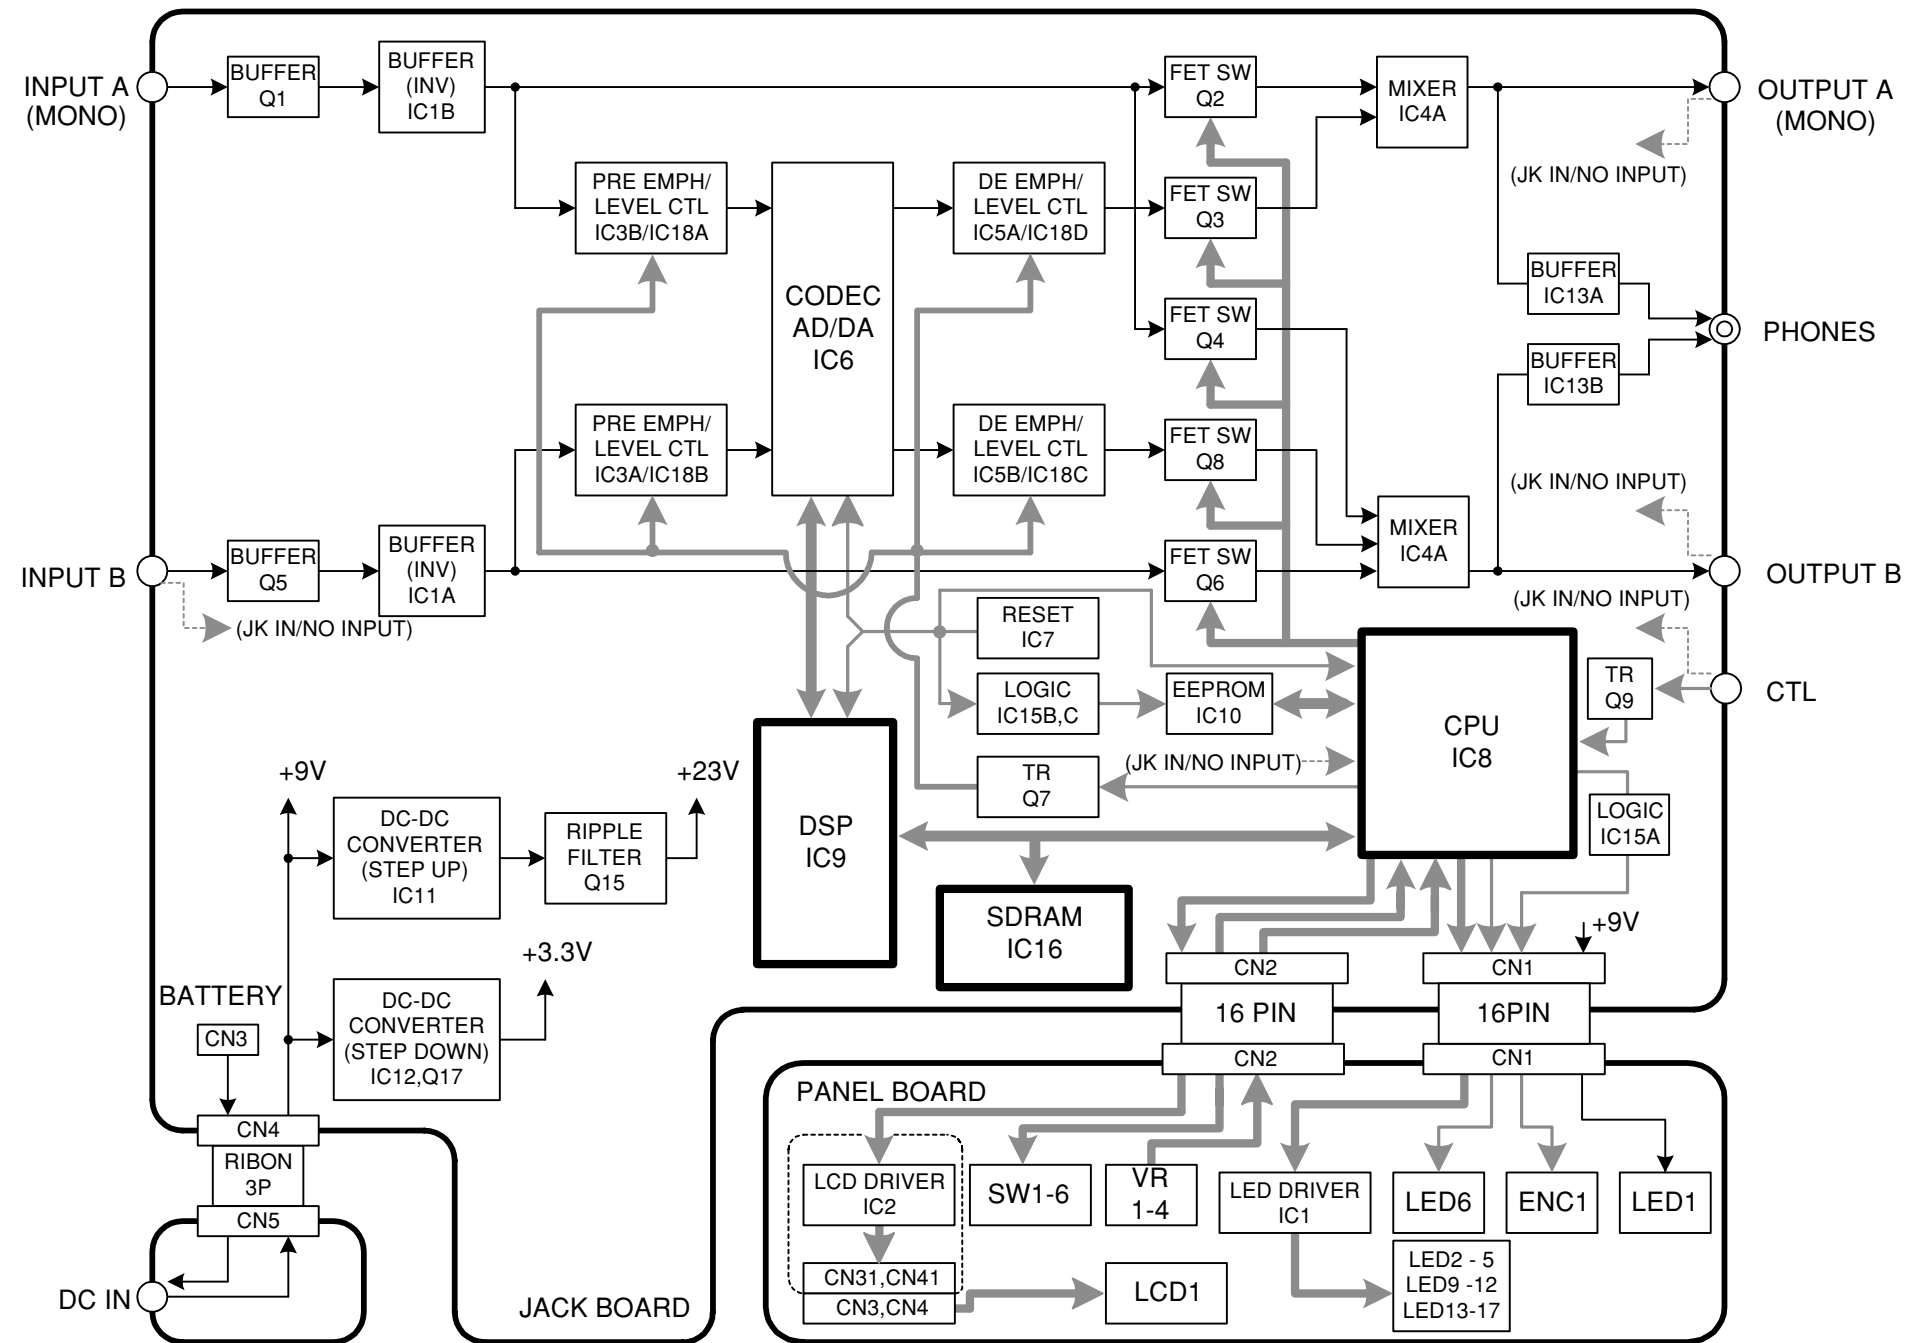 INPUT A
(MONO)
BUFFER
Q1
BUFFER
(INV)
IC1B
FET SW
Q2
MIXER
IC4A
OUTPUT A
(MONO)
(JK IN/NO INPUT)
PRE EMPH/
LEVEL CTL
IC3B/IC18A
CODEC
AD/DA
IC6
DE EMPH/
LEVEL CTL
IC5A/IC18D
FET SW
Q3
BUFFER
IC13A
FET SW
Q4
PHONES
BUFFER
IC13B
PRE EMPH/
LEVEL CTL
IC3A/IC18B
DE EMPH/
LEVEL CTL
IC5B/IC18C
FET SW
Q8
(JK IN/NO INPUT)
MIXER
IC4A
INPUT B
BUFFER
Q5
BUFFER
(INV)
IC1A
FET SW
Q6
OUTPUT B
(JK IN/NO INPUT)
(JK IN/NO INPUT)
RESET
IC7
LOGIC
IC15B,C
EEPROM
IC10
CPU
IC8
TR
Q9
CTL
(JK IN/NO INPUT)
TR
Q7
LOGIC
IC15A
+9V
+23V
DC-DC
CONVERTER
(STEP UP)
IC11
RIPPLE
FILTER
Q15
DSP
IC9
SDRAM
IC16
+9V
+3.3V
BATTERY
CN3
DC-DC
CONVERTER
(STEP DOWN)
IC12,Q17
CN2
CN1
16 PIN
16PIN
CN2
CN1
PANEL BOARD
CN4
RIBON
3P
CN5
DC IN
JACK BOARD
LCD DRIVER
IC2
SW1-6
VR
1-4
LED DRIVER
IC1
LED6
ENC1
LED1
CN31,CN41
CN3,CN4
LCD1
LED2 - 5
LED9 -12
LED13-17